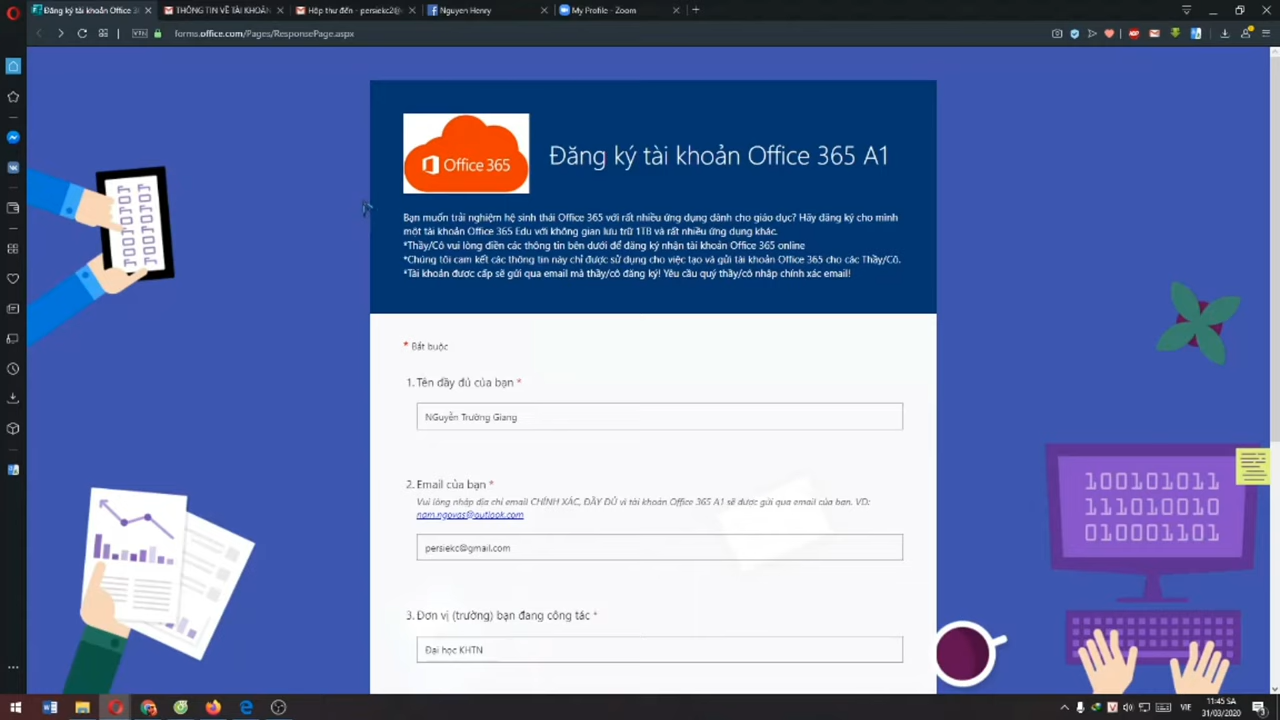 Đăng ký tài khoản Office 3
THÔNG TIN VỀ TÀI KHOẢN
Hộp thư đến - persiekc2@
Nguyen Henry
My Profile - Zoom
VPN
forms.office.com/Pages/ResponsePage.aspx
Office 365
Đăng ký tài khoản Office 365 A1
Bạn muốn trải nghiệm hệ sinh thái Office 365 với rất nhiều ứng dụng dành cho giáo dục? Hãy đăng ký cho mình
một tài khoản Office 365 Edu với không gian lưu trữ 1TB và rất nhiều ứng dụng khác.
*Thầy/Cô vui lòng điền các thông tin bên dưới để đăng ký nhận tài khoản Office 365 online
*Chúng tôi cam kết các thông tin này chỉ được sử dụng cho việc tạo và gửi tài khoản Office 365 cho các Thầy/Cô.
*Tài khoản được cấp sẽ gửi qua email mà thầy/cô đăng ký! Yêu cầu quý thầy/cô nhập chính xác email!
* Bắt buộc
1. Tên đầy đủ của bạn *
NGuyễn Trường Giang
2. Email của bạn *
Vui lòng nhập địa chỉ email CHÍNH XÁC, ĐẦY ĐỦ vì tài khoản Office 365 A1 sẽ được gửi qua email của bạn. VD:
nam.ngovas@outlook.com
persiekc@gmail.com
3. Đơn vị (trường) bạn đang công tác *
Đại học KHTN
100101011
11101010
010001101
VIE
11:45 SA
31/03/2020